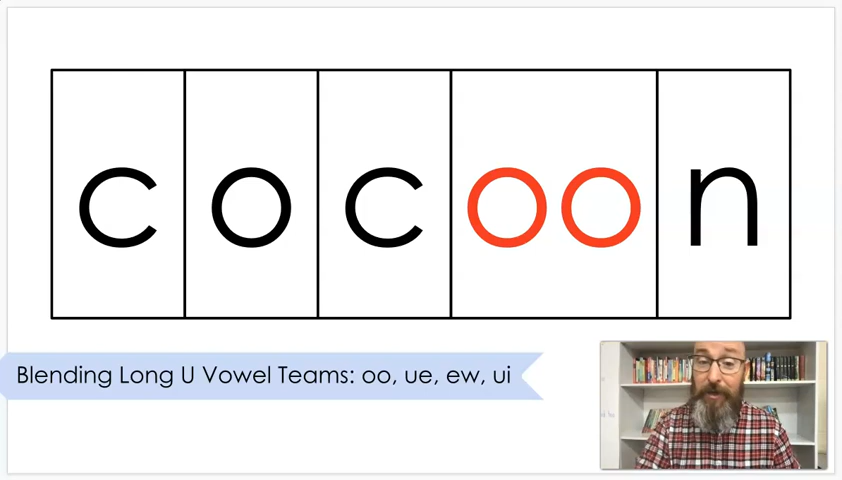 cocoon
Blending Long U Vowel Teams: oo, ue, ew, ui